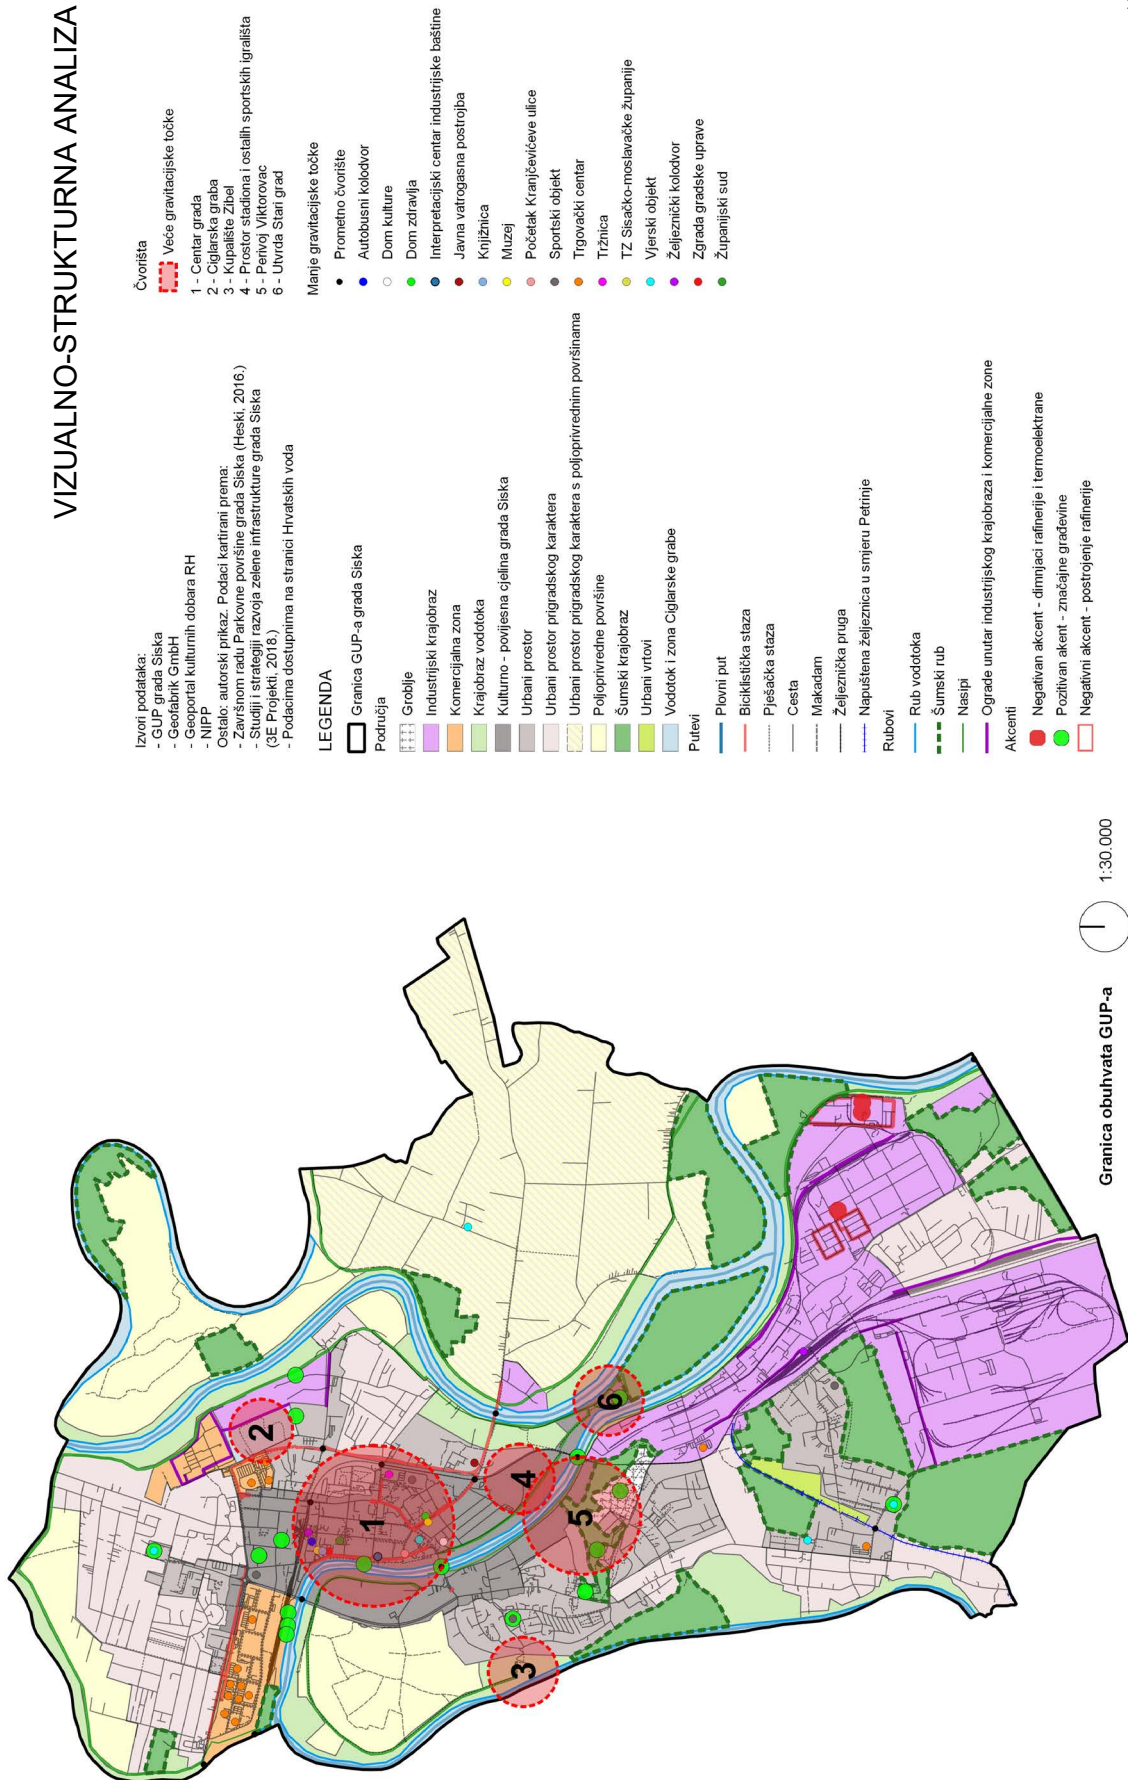 VIZUALNO-STRUKTURNA ANALIZA
Izvori podataka:
- GUP grada Siska
- Geofabrik GmbH
- Geoportal kulturnih dobara RH
- NIPP
Ostalo: autorski prikaz. Podaci kartirani prema:
- Završnom radu Parkovne površine grada Siska (Heski, 2016.)
- Studiji i strategiji razvoja zelene infrastrukture grada Siska
(3E Projekti, 2018.)
- Podacima dostupnima na stranici Hrvatskih voda
LEGENDA
Granica GUP-a grada Siska
Područja
Groblje
Industrijski krajobraz
Komercijalna zona
Krajobraz vodotoka
Kulturno - povijesna cjelina grada Siska
Urbani prostor
Urbani prostor prigradskog karaktera
Urbani prostor prigradskog karaktera s poljoprivrednim površinama
Poljoprivredne površine
Šumski krajobraz
Urbani vrtovi
Vodotok i zona Ciglarske grabe
Putevi
Plovni put
Biciklistička staza
Pješačka staza
Cesta
Makadam
Željeznička pruga
Napuštena željeznica u smjeru Petrinje
Rubovi
Rub vodotoka
Šumski rub
Nasipi
Ograde unutar industrijskog krajobraza i komercijalne zone
Akcenti
Negativan akcent - dimnjaci rafinerije i termoelektrane
Pozitivan akcent - značajne građevine
Negativni akcent - postrojenje rafinerije
Čvorišta
Veće gravitacijske točke
1 - Centar grada
2 - Ciglarska graba
3 - Kupalište Zibel
4 - Prostor stadiona i ostalih sportskih igrališta
5 - Perivoj Viktorovac
6 - Utvrda Stari grad
Manje gravitacijske točke
Prometno čvorište
Autobusni kolodvor
Dom kulture
Dom zdravlja
Interpretacijski centar industrijske baštine
Javna vatrogasna postrojba
Knjižnica
Muzej
Početak Kranjčevićeve ulice
Sportski objekt
Trgovački centar
Tržnica
TZ Sisačko-moslavačke županije
Vjerski objekt
Željeznički kolodvor
Zgrada gradske uprave
Županijski sud
1
2
3
4
5
6
Granica obuhvata GUP-a
1:30.000